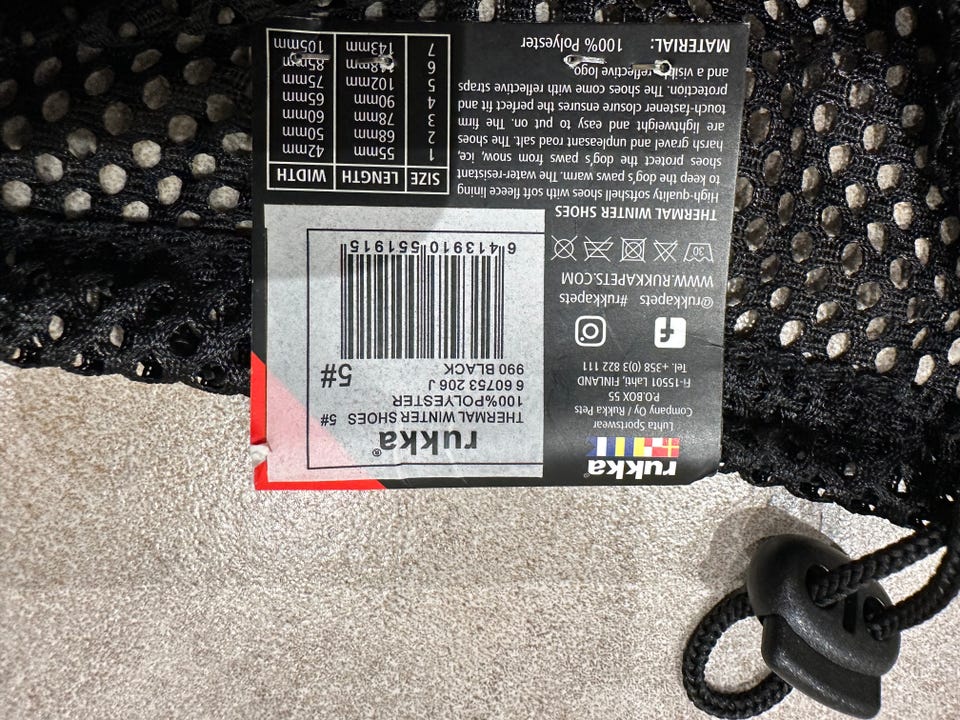 rukka®
Luhta Sportswear
Company Oy / Rukka Pets
P.O.BOX 55
FI-15501 Lahti, FINLAND
Tel. +358 (0)3 822 111
@rukkapets #rukkapets
WWW.RUKKAPETS.COM
30
THERMAL WINTER SHOES
High-quality softshell shoes with soft fleece lining
to keep the dog's paws warm. The water-resistant
shoes protect the dog's paws from snow, ice,
harsh gravel and unpleasant road salt. The shoes
are lightweight and easy to put on. The firm
touch-fastener closure ensures the perfect fit and
protection. The shoes come with reflective straps
and a visible reflective logo.
MATERIAL: 100% Polyester
rukka®
THERMAL WINTER SHOES 5#
100%POLYESTER
6 60753 206 J
990 BLACK 5#
6 413910 551915
SIZE LENGTH WIDTH
1 55mm 42mm
2 68mm 50mm
3 78mm 60mm
4 90mm 65mm
5 102mm 75mm
6 118mm 85mm
7 143mm 105mm